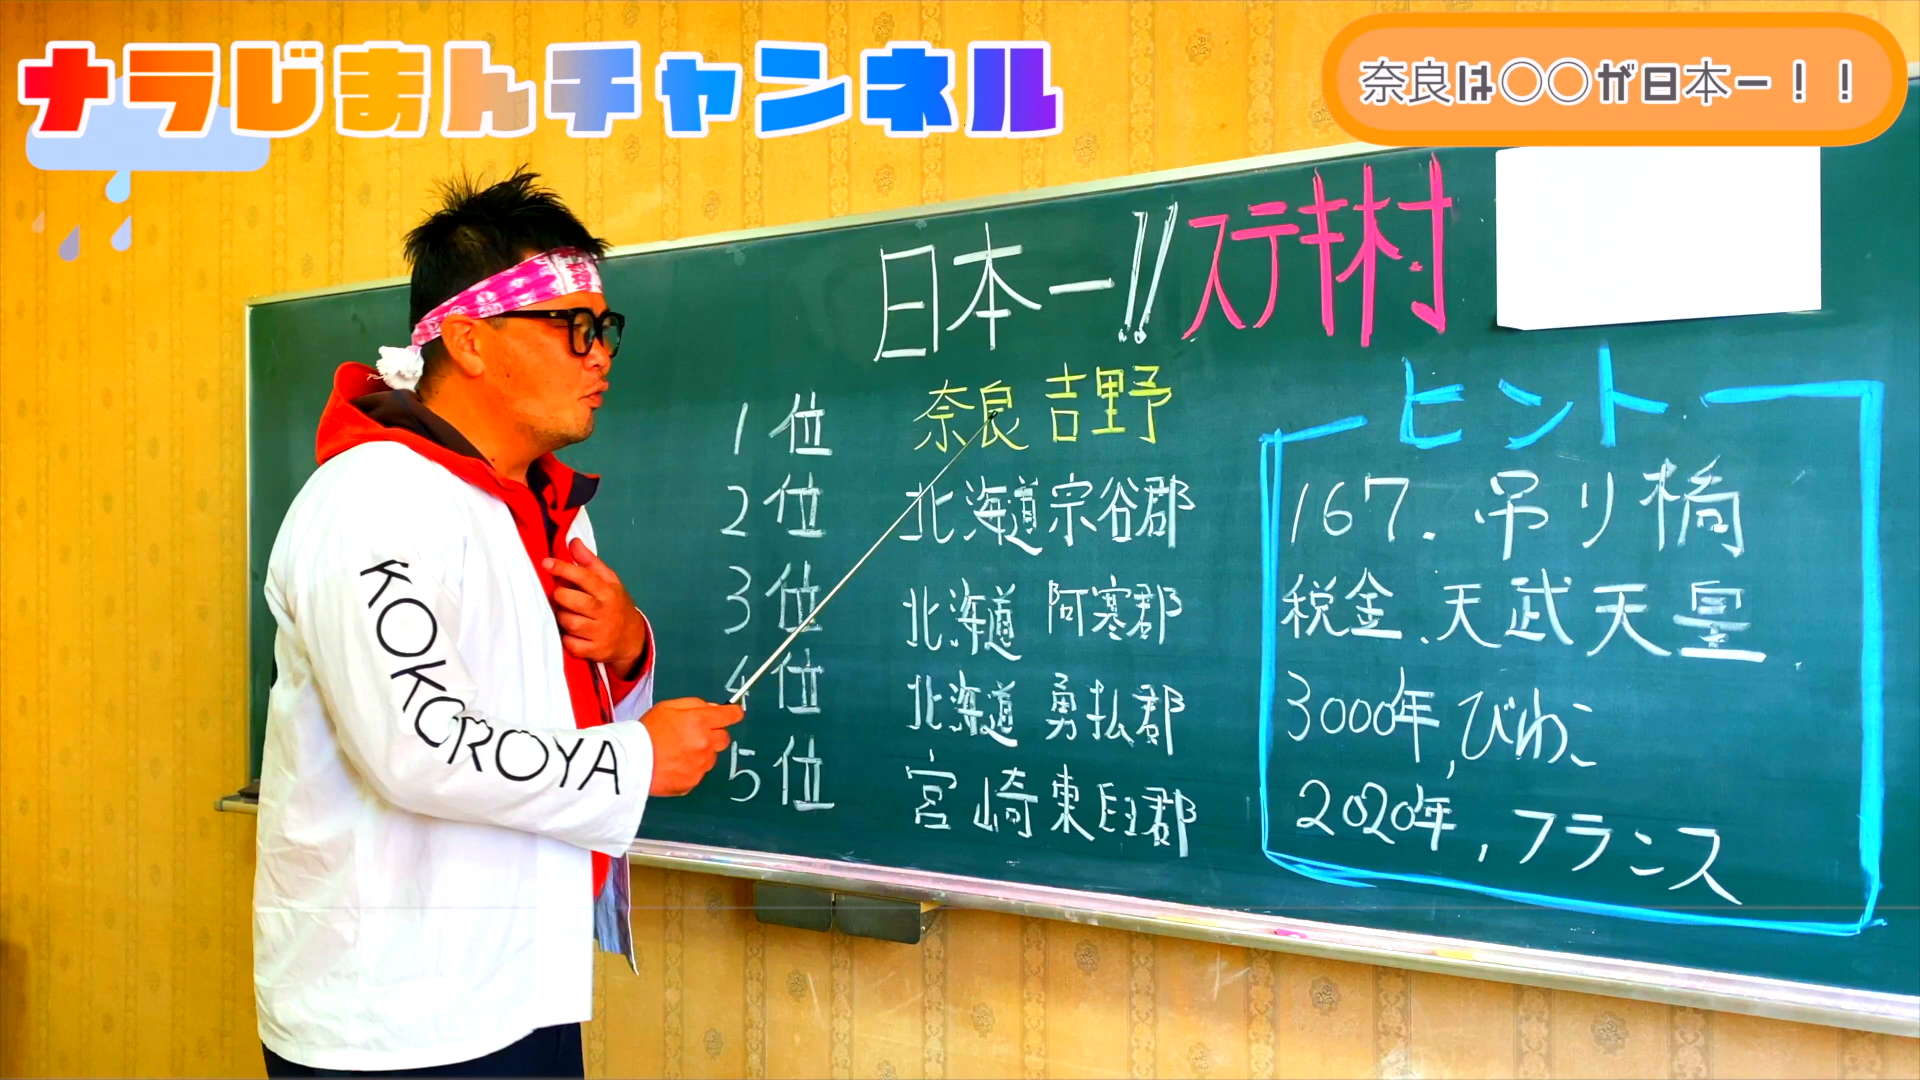 ナラじまんチャンネル
奈良は〇〇が日本一！！
日本一!! ステキ村
1位 奈良 吉野
2位 北海道宗谷郡
3位 北海道 阿寒郡
4位 北海道 勇払郡
5位 宮崎東臼郡
ヒント
167.吊り橋
税金、天武天皇
3000年,びわこ
2020年,フランス
KOKOROYA